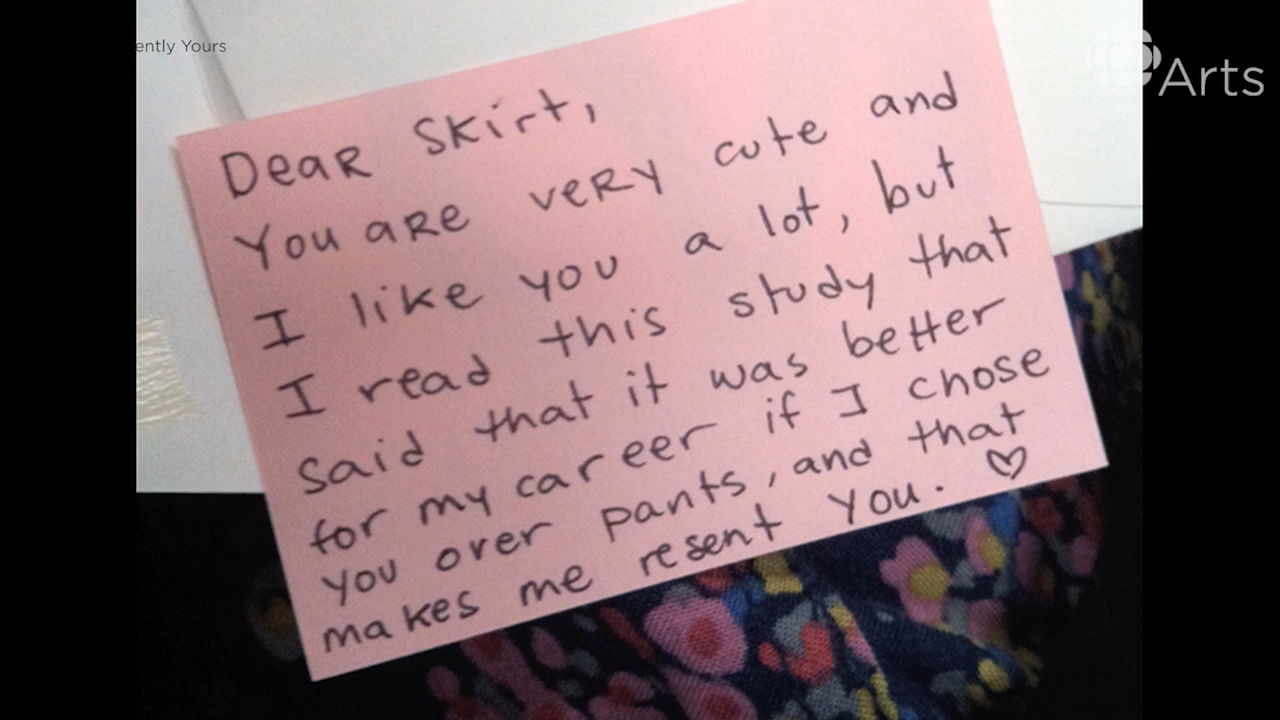 ently Yours
Arts
Dear Skirt,
You are very cute and
I like you a lot, but
I read this study that
said that it was better
for my career if I chose
you over pants, and that
makes me resent you. ♡